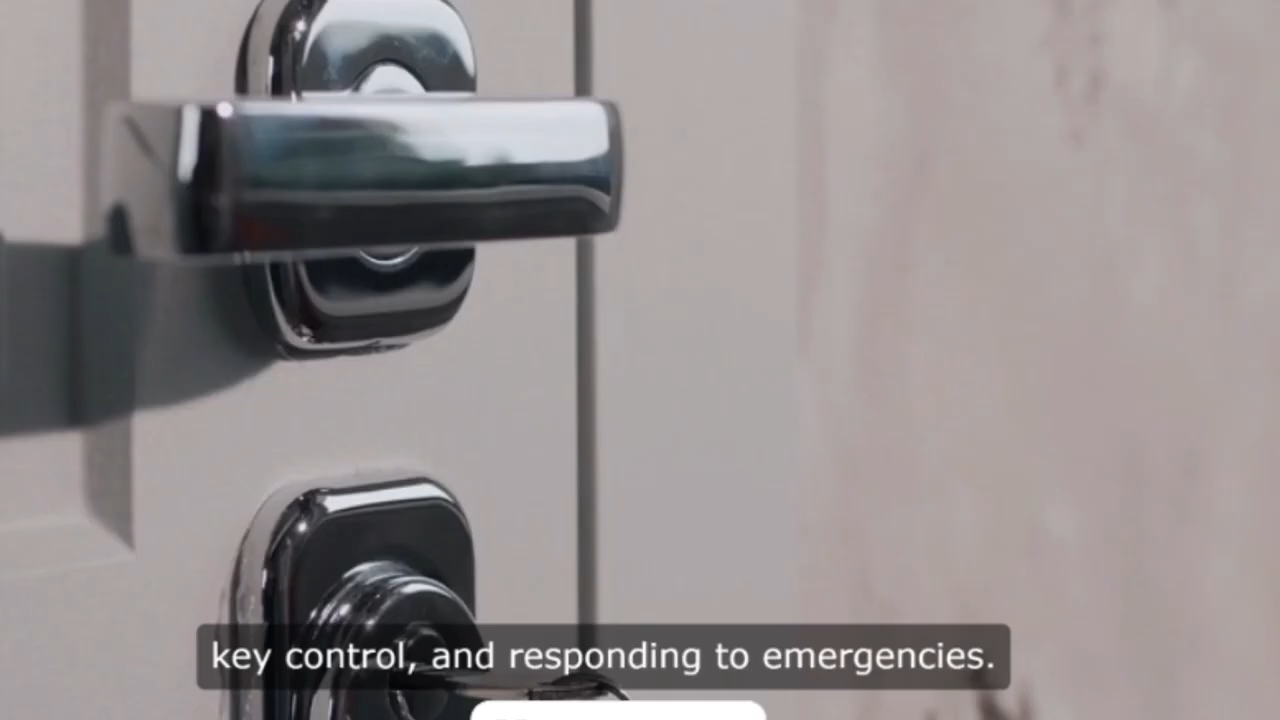 key control, and responding to emergencies.